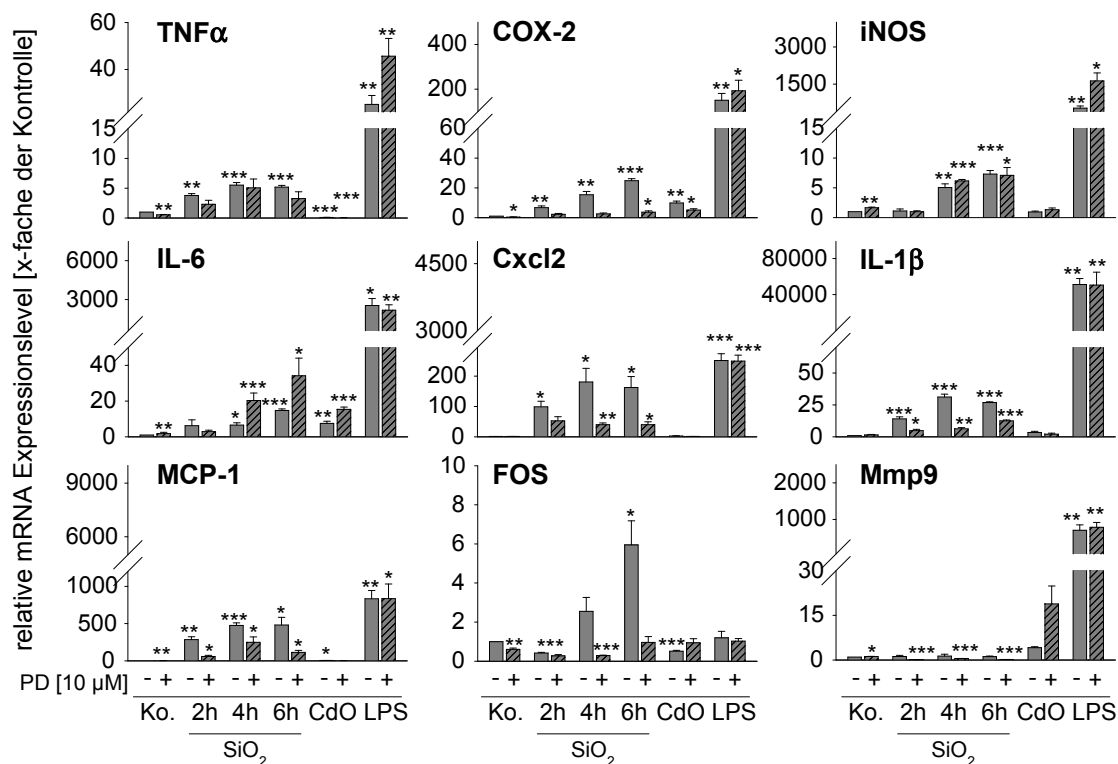 relative mRNA Expressionslevel [x-fache der Kontrolle]
TNFα
60
40
15
10
5
0
** ** *** *** *** *** ** **
COX-2
400
200
60
40
20
0
* ** ** *** * ** * ** *
iNOS
3000
1500
15
10
5
0
** ** *** *** * ** *
IL-6
6000
3000
40
20
0
** * *** *** * ** *** * **
Cxcl2
4500
3000
200
100
0
* * ** * * *** ***
IL-1β
80000
40000
50
25
0
*** * *** ** *** *** ** **
MCP-1
9000
6000
1000
500
0
** ** * *** * * * * ** *
FOS
10
8
6
4
2
0
** *** *** * ***
Mmp9
2000
1000
30
15
0
* *** *** *** ** **
PD [10 µM] - + - + - + - + - + - +
Ko. 2h 4h 6h CdO LPS
SiO2
- + - + - + - + - + - +
Ko. 2h 4h 6h CdO LPS
- + - + - + - + - + - +
Ko. 2h 4h 6h CdO LPS
SiO2